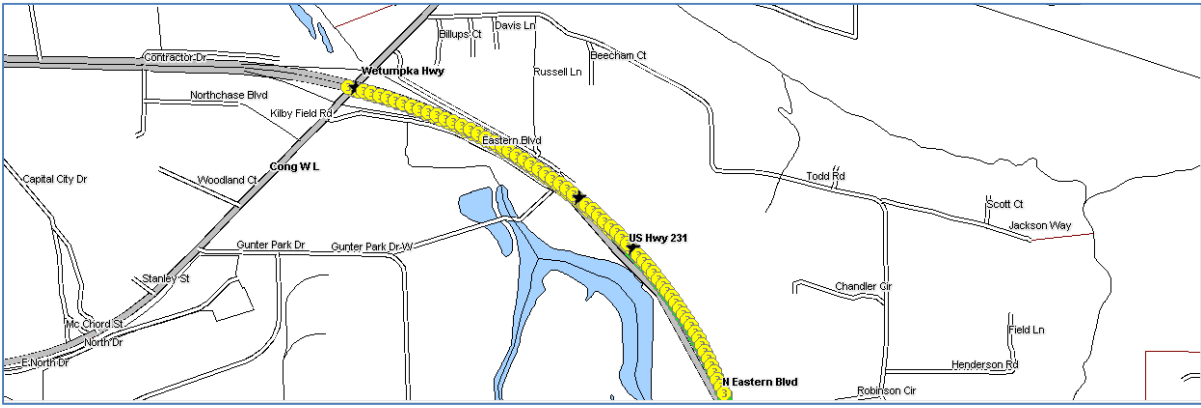 Davis Ln
Billups Ct
Beecham Ct
Contractor Dr
Wetumpka Hwy
Russell Ln
Northchase Blvd
Kilby Field Rd
Eastern Blvd
Cong W L
Capital City Dr
Woodland Ct
Todd Rd
Scott Ct
Jackson Way
US Hwy 231
Gunter Park Dr
Gunter Park Dr W
Stanley St
Chandler Cir
Mc Chord St
North Dr
Field Ln
E North Dr
Henderson Rd
N Eastern Blvd
Robinson Cir
3